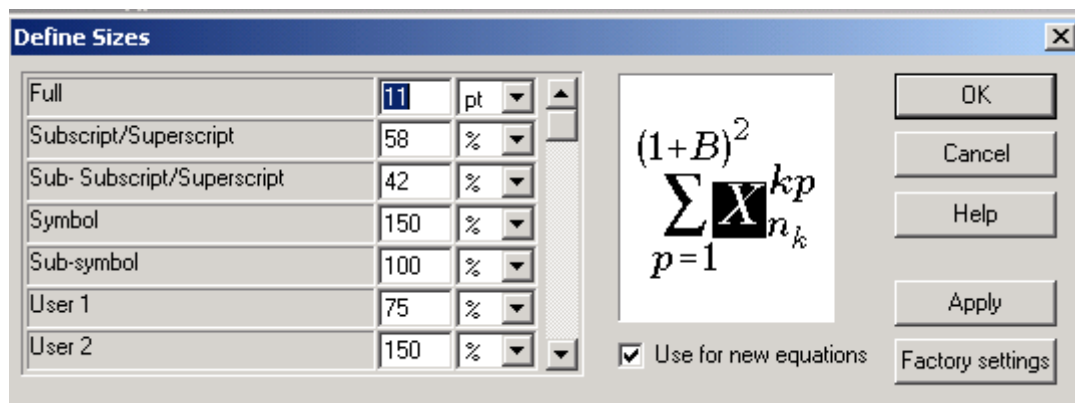 Define Sizes
Full 11 pt
Subscript/Superscript 58 %
Sub- Subscript/Superscript 42 %
Symbol 150 %
Sub-symbol 100 %
User 1 75 %
User 2 150 %
(1+B)²
∑ X kp
n k
p=1
Use for new equations
OK
Cancel
Help
Apply
Factory settings